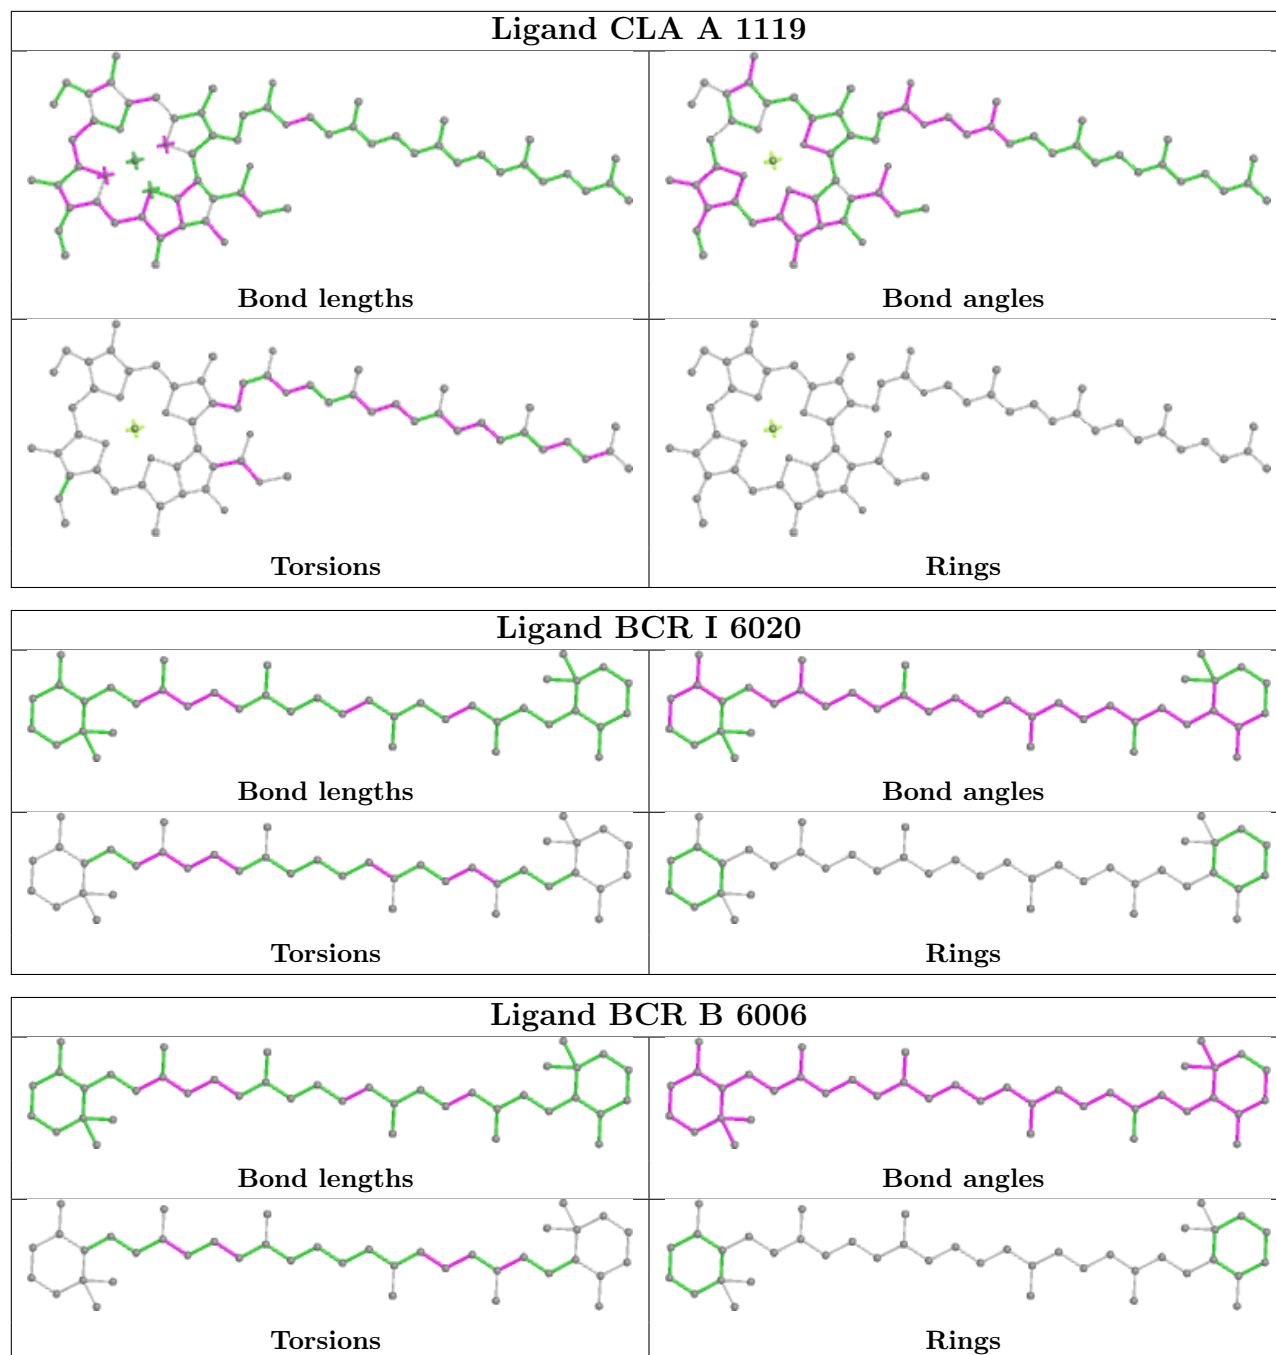 Ligand CLA A 1119
Bond lengths
Bond angles
Torsions
Rings
Ligand BCR I 6020
Bond lengths
Bond angles
Torsions
Rings
Ligand BCR B 6006
Bond lengths
Bond angles
Torsions
Rings